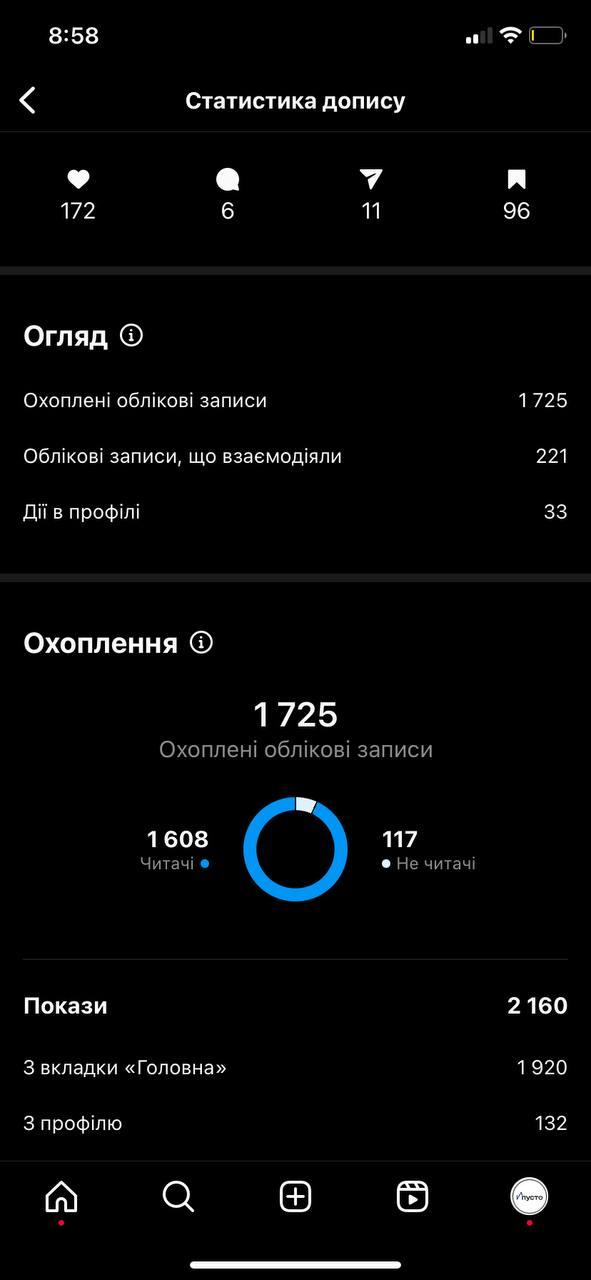 8:58
Статистика допису
172
6
11
96
Огляд
Охоплені облікові записи
1 725
Облікові записи, що взаємодіяли
221
Дії в профілі
33
Охоплення
1 725
Охоплені облікові записи
1 608
Читачі
117
Не читачі
Покази
2 160
З вкладки «Головна»
1 920
З профілю
132
пусто